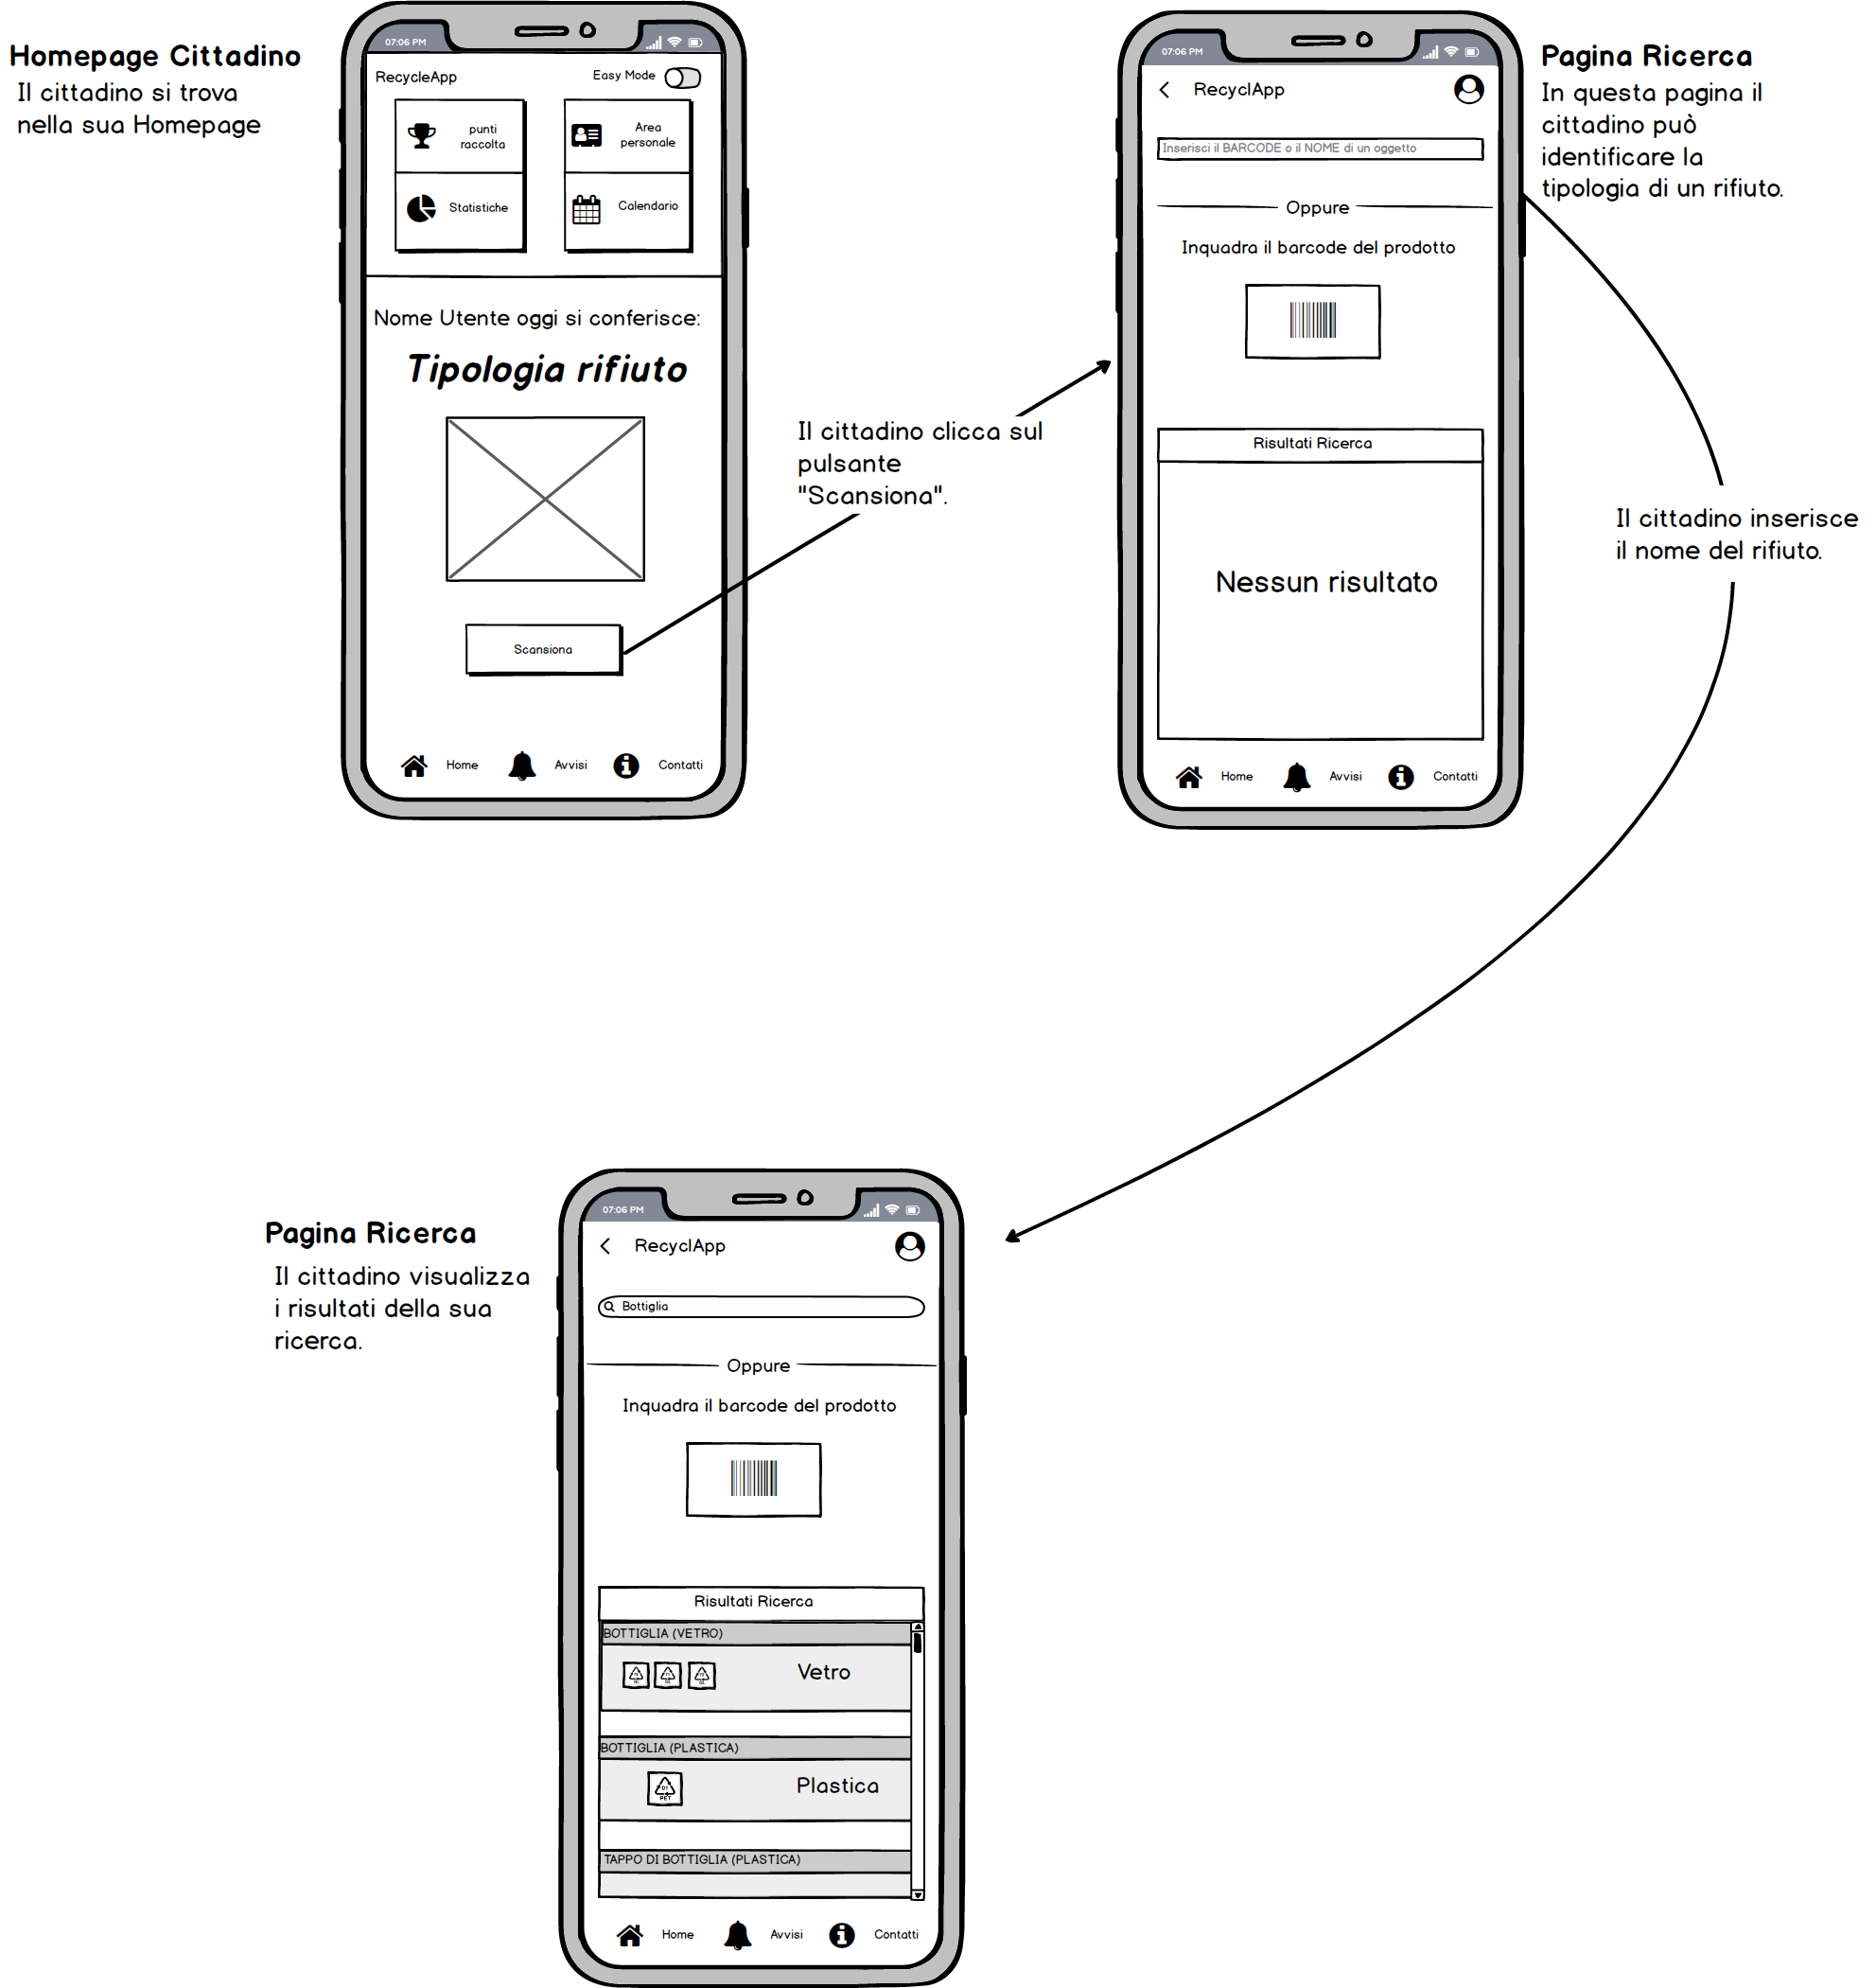 Homepage Cittadino
Il cittadino si trova
nella sua Homepage
07:06 PM
RecycleApp
Easy Mode
punti
raccolta
Area
personale
Statistiche
Calendario
Nome Utente oggi si conferisce:
Tipologia rifiuto
Scansiona
Home
Avvisi
Contatti
Il cittadino clicca sul
pulsante
"Scansiona".
07:06 PM
RecyclApp
Inserisci il BARCODE o il NOME di un oggetto
Oppure
Inquadra il barcode del prodotto
Risultati Ricerca
Nessun risultato
Home
Avvisi
Contatti
Pagina Ricerca
In questa pagina il
cittadino può
identificare la
tipologia di un rifiuto.
Il cittadino inserisce
il nome del rifiuto.
Pagina Ricerca
Il cittadino visualizza
i risultati della sua
ricerca.
07:06 PM
RecyclApp
Bottiglia
Oppure
Inquadra il barcode del prodotto
Risultati Ricerca
BOTTIGLIA (VETRO)
Vetro
BOTTIGLIA (PLASTICA)
01
PET
Plastica
TAPPO DI BOTTIGLIA (PLASTICA)
Home
Avvisi
Contatti